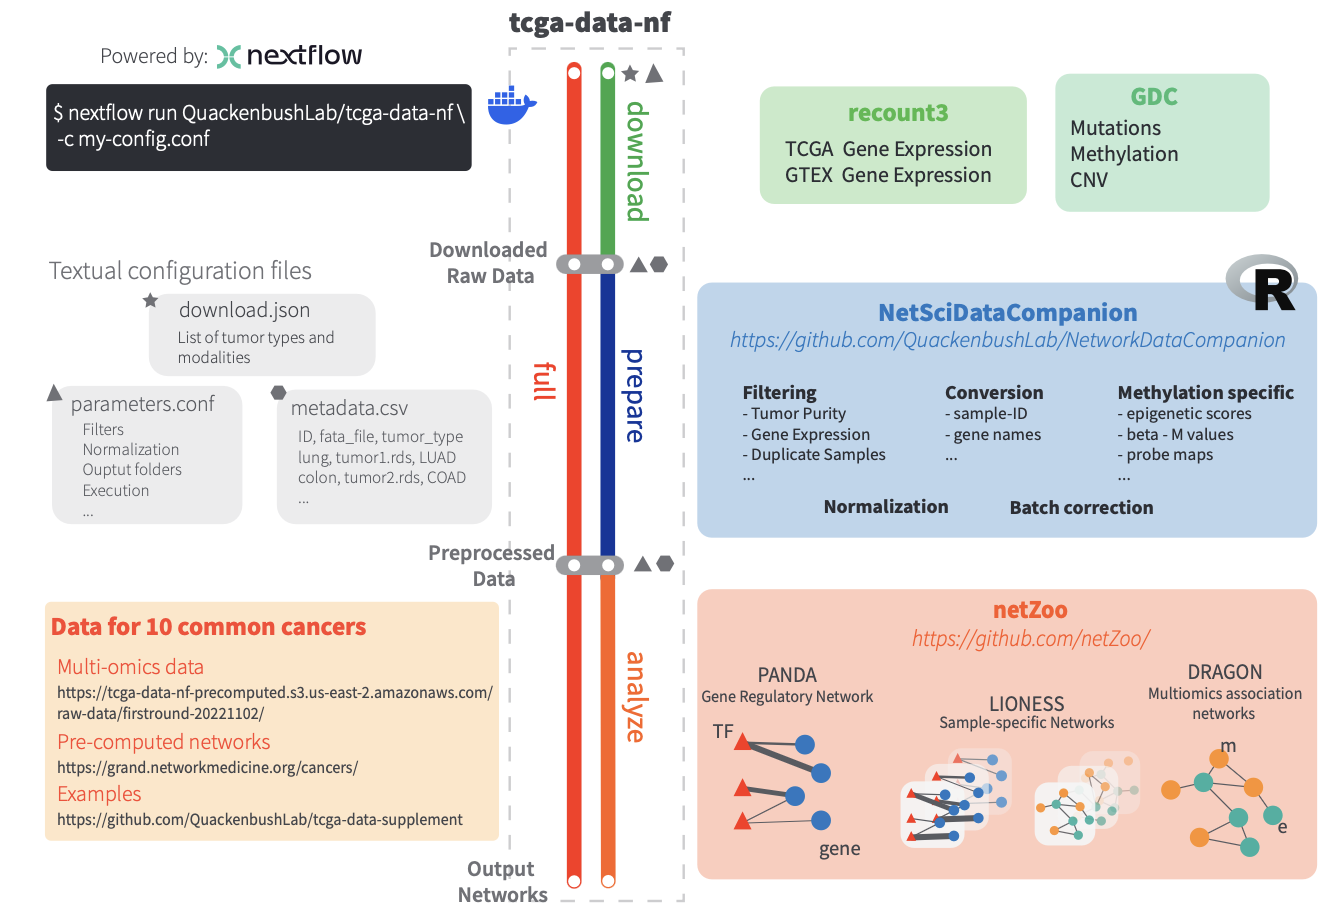 tcga-data-nf
Powered by: nextflow
$ nextflow run QuackenbushLab/tcga-data-nf \
-c my-config.conf
download
recount3
TCGA Gene Expression
GTEX Gene Expression
GDC
Mutations
Methylation
CNV
Downloaded
Raw Data
Textual configuration files
download.json
List of tumor types and
modalities
parameters.conf
Filters
Normalization
Ouptut folders
Execution
...
metadata.csv
ID, fata_file, tumor_type
lung, tumor1.rds, LUAD
colon, tumor2.rds, COAD
...
full
prepare
R
NetSciDataCompanion
https://github.com/QuackenbushLab/NetworkDataCompanion
Filtering
- Tumor Purity
- Gene Expression
- Duplicate Samples
...
Conversion
- sample-ID
- gene names
...
Methylation specific
- epigenetic scores
- beta - M values
- probe maps
...
Normalization
Batch correction
Preprocessed
Data
Data for 10 common cancers
Multi-omics data
https://tcga-data-nf-precomputed.s3.us-east-2.amazonaws.com/
raw-data/firstround-20221102/
Pre-computed networks
https://grand.networkmedicine.org/cancers/
Examples
https://github.com/QuackenbushLab/tcga-data-supplement
analyze
netZoo
https://github.com/netZoo/
PANDA
Gene Regulatory Network
TF
gene
LIONESS
Sample-specific Networks
DRAGON
Multiomics association
networks
m
e
Output
Networks